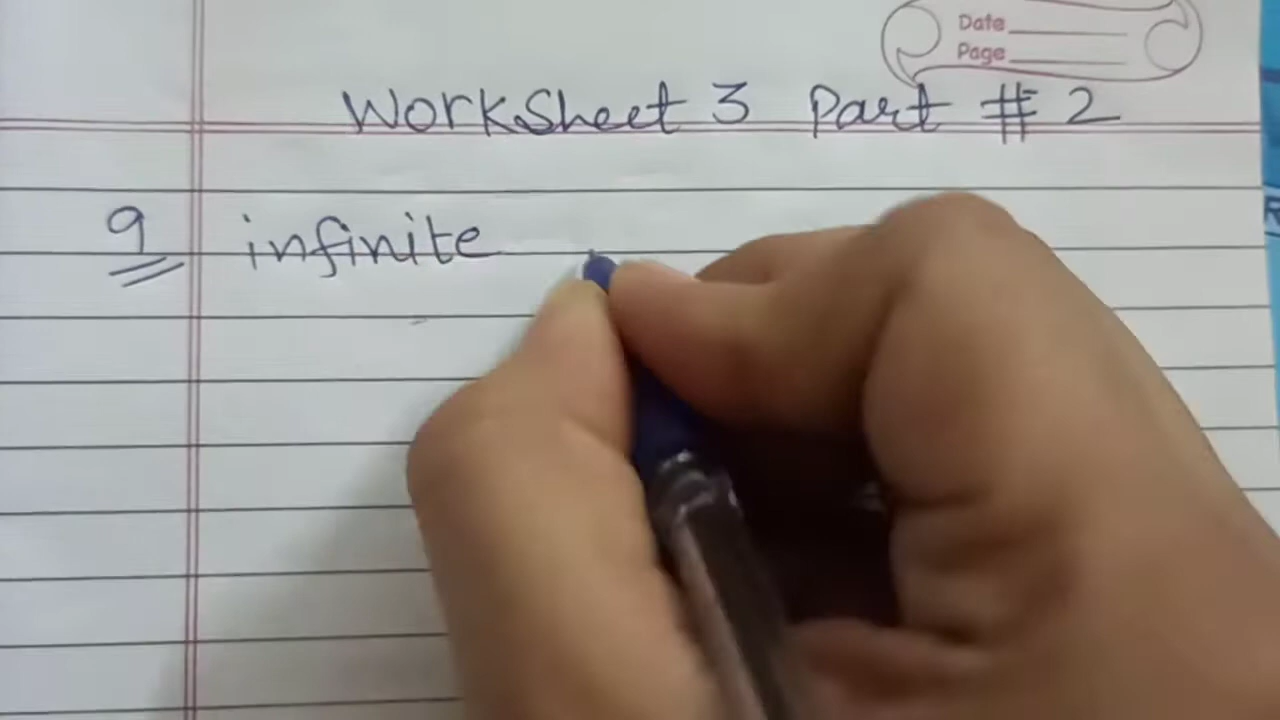 Date
Page
Worksheet 3 Part # 2
9 infinite